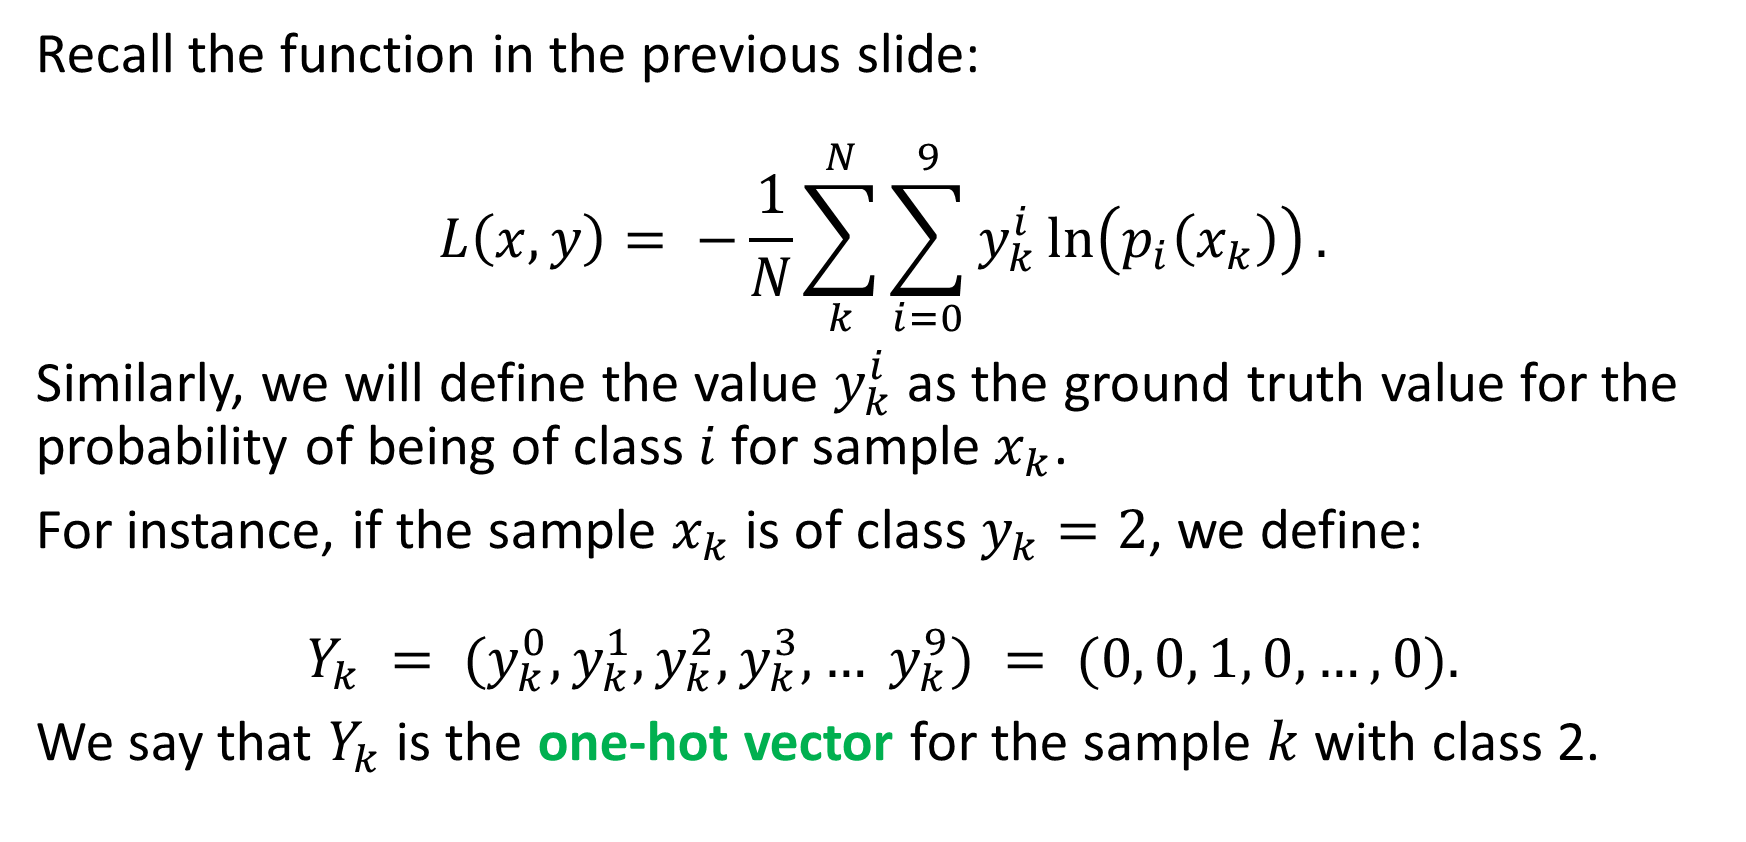 Recall the function in the previous slide:
L(x, y) = −\frac{1}{N} \sum_{k}^{N} \sum_{i=0}^{9} y_k^i ln(p_i(x_k)).
Similarly, we will define the value y_k^i as the ground truth value for the
probability of being of class i for sample x_k.
For instance, if the sample x_k is of class y_k = 2, we define:
Y_k = (y_k^0, y_k^1, y_k^2, y_k^3, … y_k^9) = (0, 0, 1, 0, … , 0).
We say that Y_k is the one-hot vector for the sample k with class 2.